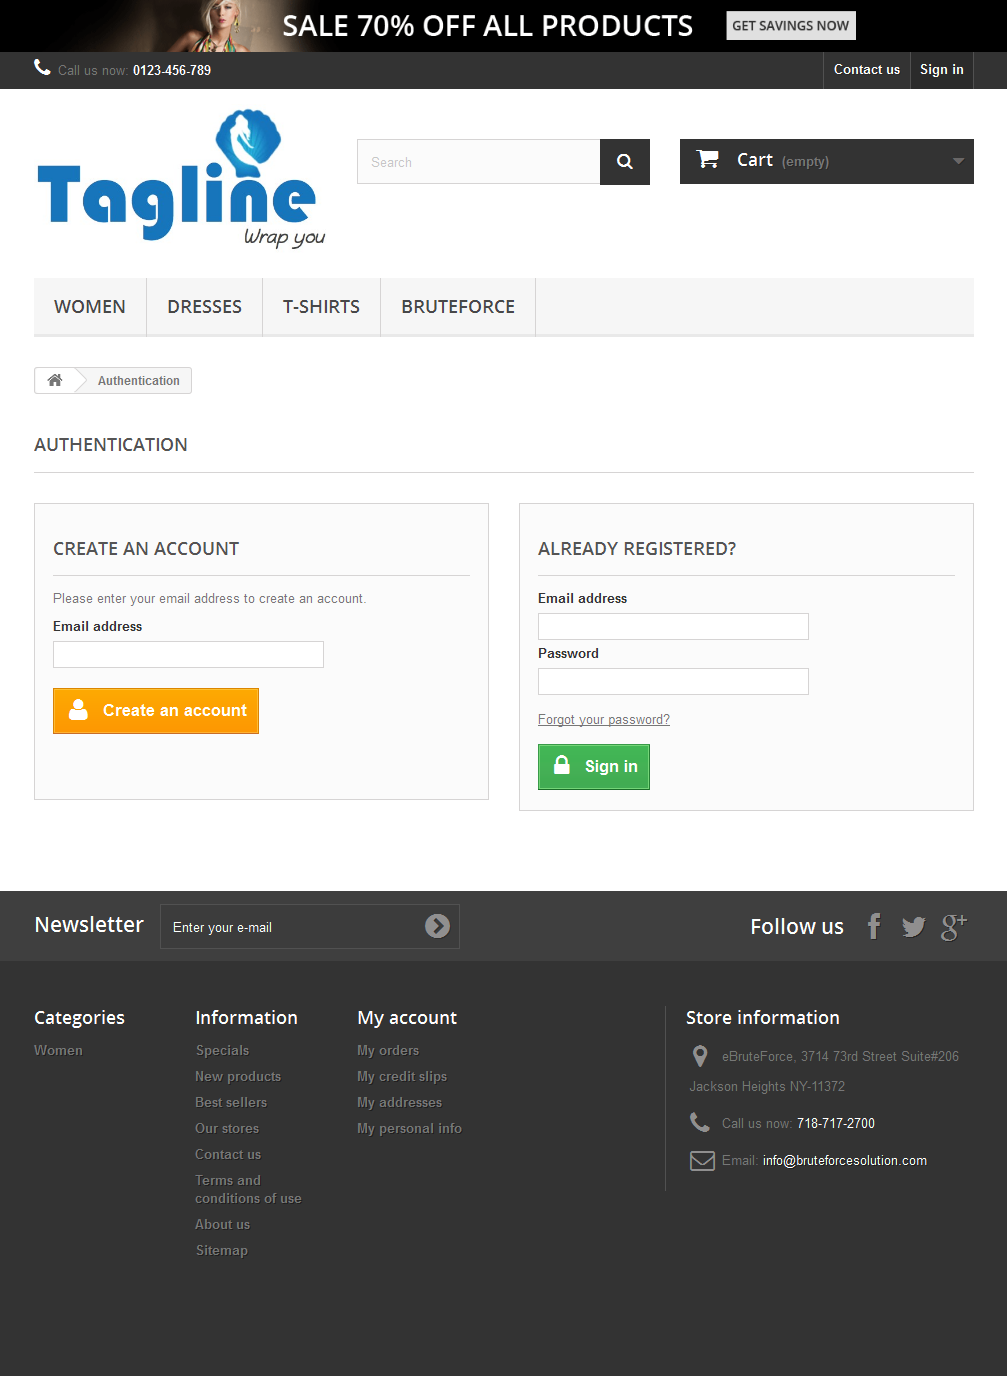 SALE 70% OFF ALL PRODUCTS
GET SAVINGS NOW
Call us now: 0123-456-789
Contact us
Sign in
Tagline
Wrap you
Search
Cart (empty)
WOMEN
DRESSES
T-SHIRTS
BRUTEFORCE
Authentication
AUTHENTICATION
CREATE AN ACCOUNT
Please enter your email address to create an account.
Email address
Create an account
ALREADY REGISTERED?
Email address
Password
Forgot your password?
Sign in
Newsletter
Enter your e-mail
Follow us
Categories
Women
Information
Specials
New products
Best sellers
Our stores
Contact us
Terms and
conditions of use
About us
Sitemap
My account
My orders
My credit slips
My addresses
My personal info
Store information
eBruteForce, 3714 73rd Street Suite#206
Jackson Heights NY-11372
Call us now: 718-717-2700
Email: info@bruteforcesolution.com